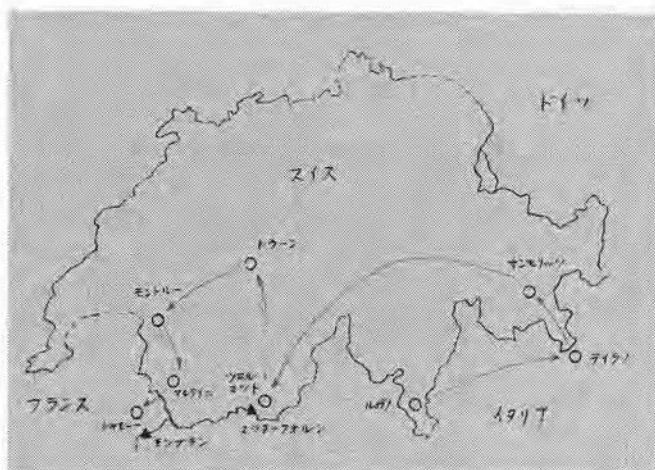 ドイツ
スイス
トゥーン
サンモリッツ
モントルー
ツェル
マット
マルティニ
ティラノ
フランス
ルガノ
イタリア
シャモニー
モンブラン
マッターフォルン